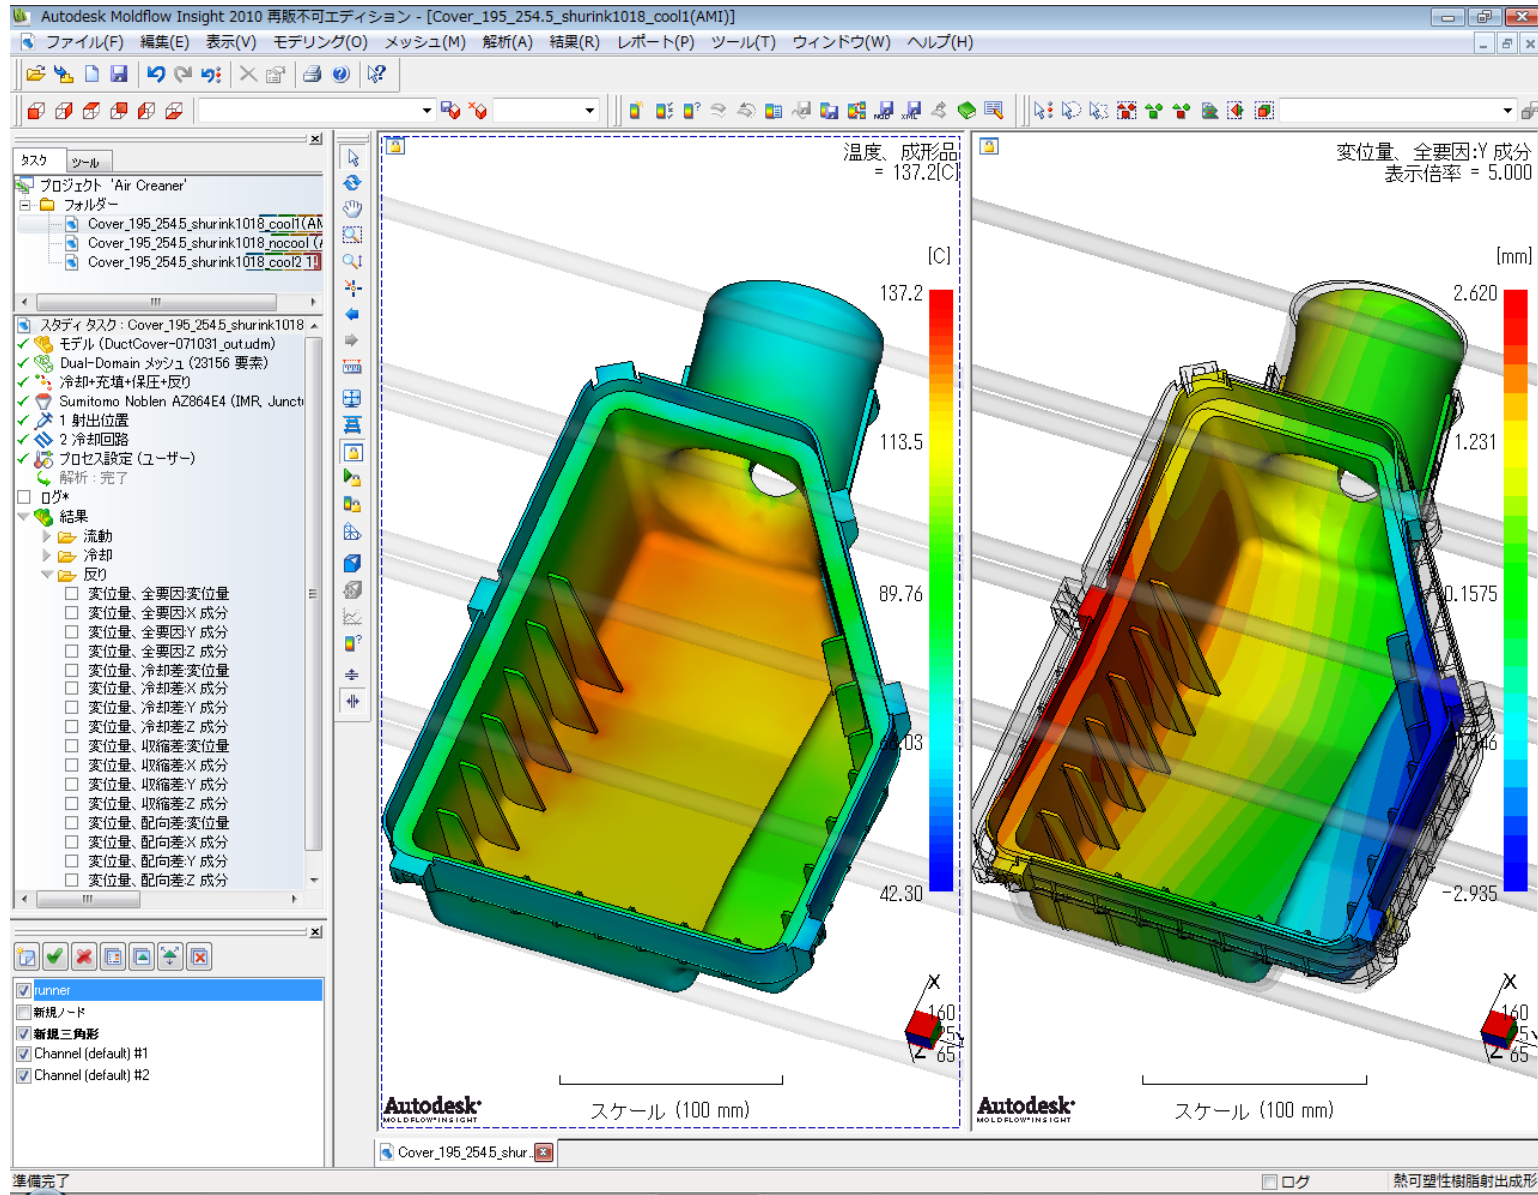 Autodesk Moldflow Insight 2010 再販不可エディション - [Cover_195_254.5_shurink1018_cool1(AMI)]
ファイル(F) 編集(E) 表示(V) モデリング(O) メッシュ(M) 解析(A) 結果(R) レポート(P) ツール(T) ウィンドウ(W) ヘルプ(H)
タスク ツール
プロジェクト 'Air Creaner'
フォルダー
Cover_195_254.5_shurink1018_cool1(AM
Cover_195_254.5_shurink1018_nocool (
Cover_195_254.5_shurink1018_cool2
スタディ タスク : Cover_195_254.5_shurink1018
モデル (DuctCover-071031_out.udm)
Dual-Domain メッシュ (23156 要素)
冷却+充填+保圧+反り
Sumitomo Noblen AZ864E4 (IMR, Juncti
1 射出位置
2 冷却回路
プロセス設定 (ユーザー)
解析 : 完了
ログ*
結果
流動
冷却
反り
変位量、全要因:変位量
変位量、全要因:X 成分
変位量、全要因:Y 成分
変位量、全要因:Z 成分
変位量、冷却差:変位量
変位量、冷却差:X 成分
変位量、冷却差:Y 成分
変位量、冷却差:Z 成分
変位量、収縮差:変位量
変位量、収縮差:X 成分
変位量、収縮差:Y 成分
変位量、収縮差:Z 成分
変位量、配向差:変位量
変位量、配向差:X 成分
変位量、配向差:Y 成分
変位量、配向差:Z 成分
runner
新規ノード
新規三角形
Channel (default) #1
Channel (default) #2
温度、成形品
= 137.2[C]
[C]
137.2
113.5
89.76
66.03
42.30
X
160
Z 65
Autodesk
MOLDFLOW INSIGHT
スケール (100 mm)
変位量、全要因:Y 成分
表示倍率 = 5.000
[mm]
2.620
1.231
0.1575
-2.935
X
160
Z 65
Autodesk
MOLDFLOW INSIGHT
スケール (100 mm)
Cover_195_254.5_shur...
準備完了
ログ
熱可塑性樹脂射出成形